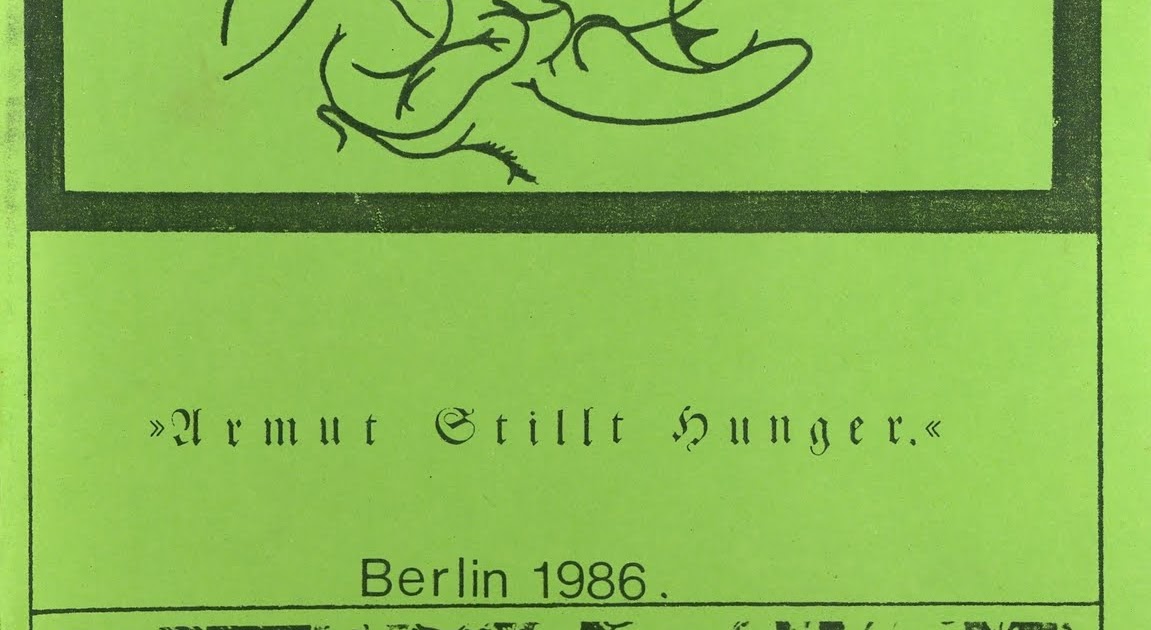 »Armut Stillt Hunger.«
Berlin 1986.